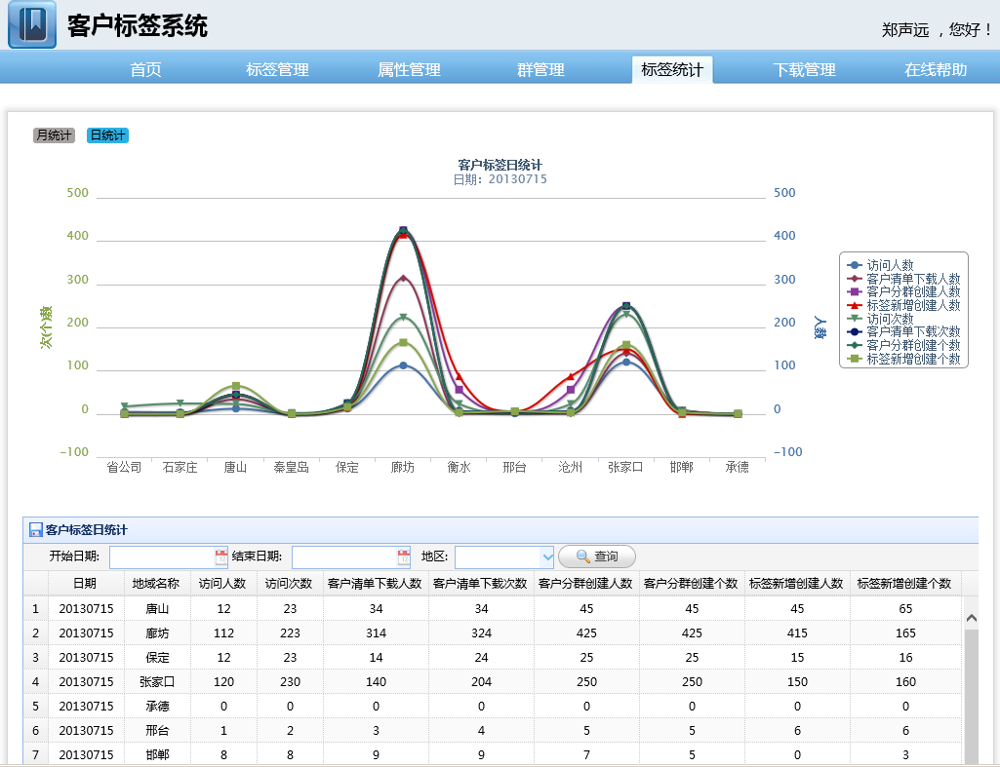 客户标签系统
郑声远 ，您好！
首页 标签管理 属性管理 群管理 标签统计 下载管理 在线帮助
月统计 日统计
客户标签日统计
日期：20130715
500 500
400 400
300 300
200 200
100 100
0 0
-100 -100
次(个)数
人数
省公司 石家庄 唐山 秦皇岛 保定 廊坊 衡水 邢台 沧州 张家口 邯郸 承德
访问人数
客户清单下载人数
客户分群创建人数
标签新增创建人数
访问次数
客户清单下载次数
客户分群创建个数
标签新增创建个数
客户标签日统计
开始日期: 结束日期: 地区: 查询
日期 地域名称 访问人数 访问次数 客户清单下载人数 客户清单下载次数 客户分群创建人数 客户分群创建个数 标签新增创建人数 标签新增创建个数
1 20130715 唐山 12 23 34 34 45 45 45 65
2 20130715 廊坊 112 223 314 324 425 425 415 165
3 20130715 保定 12 23 14 24 25 25 15 16
4 20130715 张家口 120 230 140 204 250 250 150 160
5 20130715 承德 0 0 0 0 0 0 0 0
6 20130715 邢台 1 2 3 4 5 5 6 6
7 20130715 邯郸 8 8 9 9 7 5 0 3